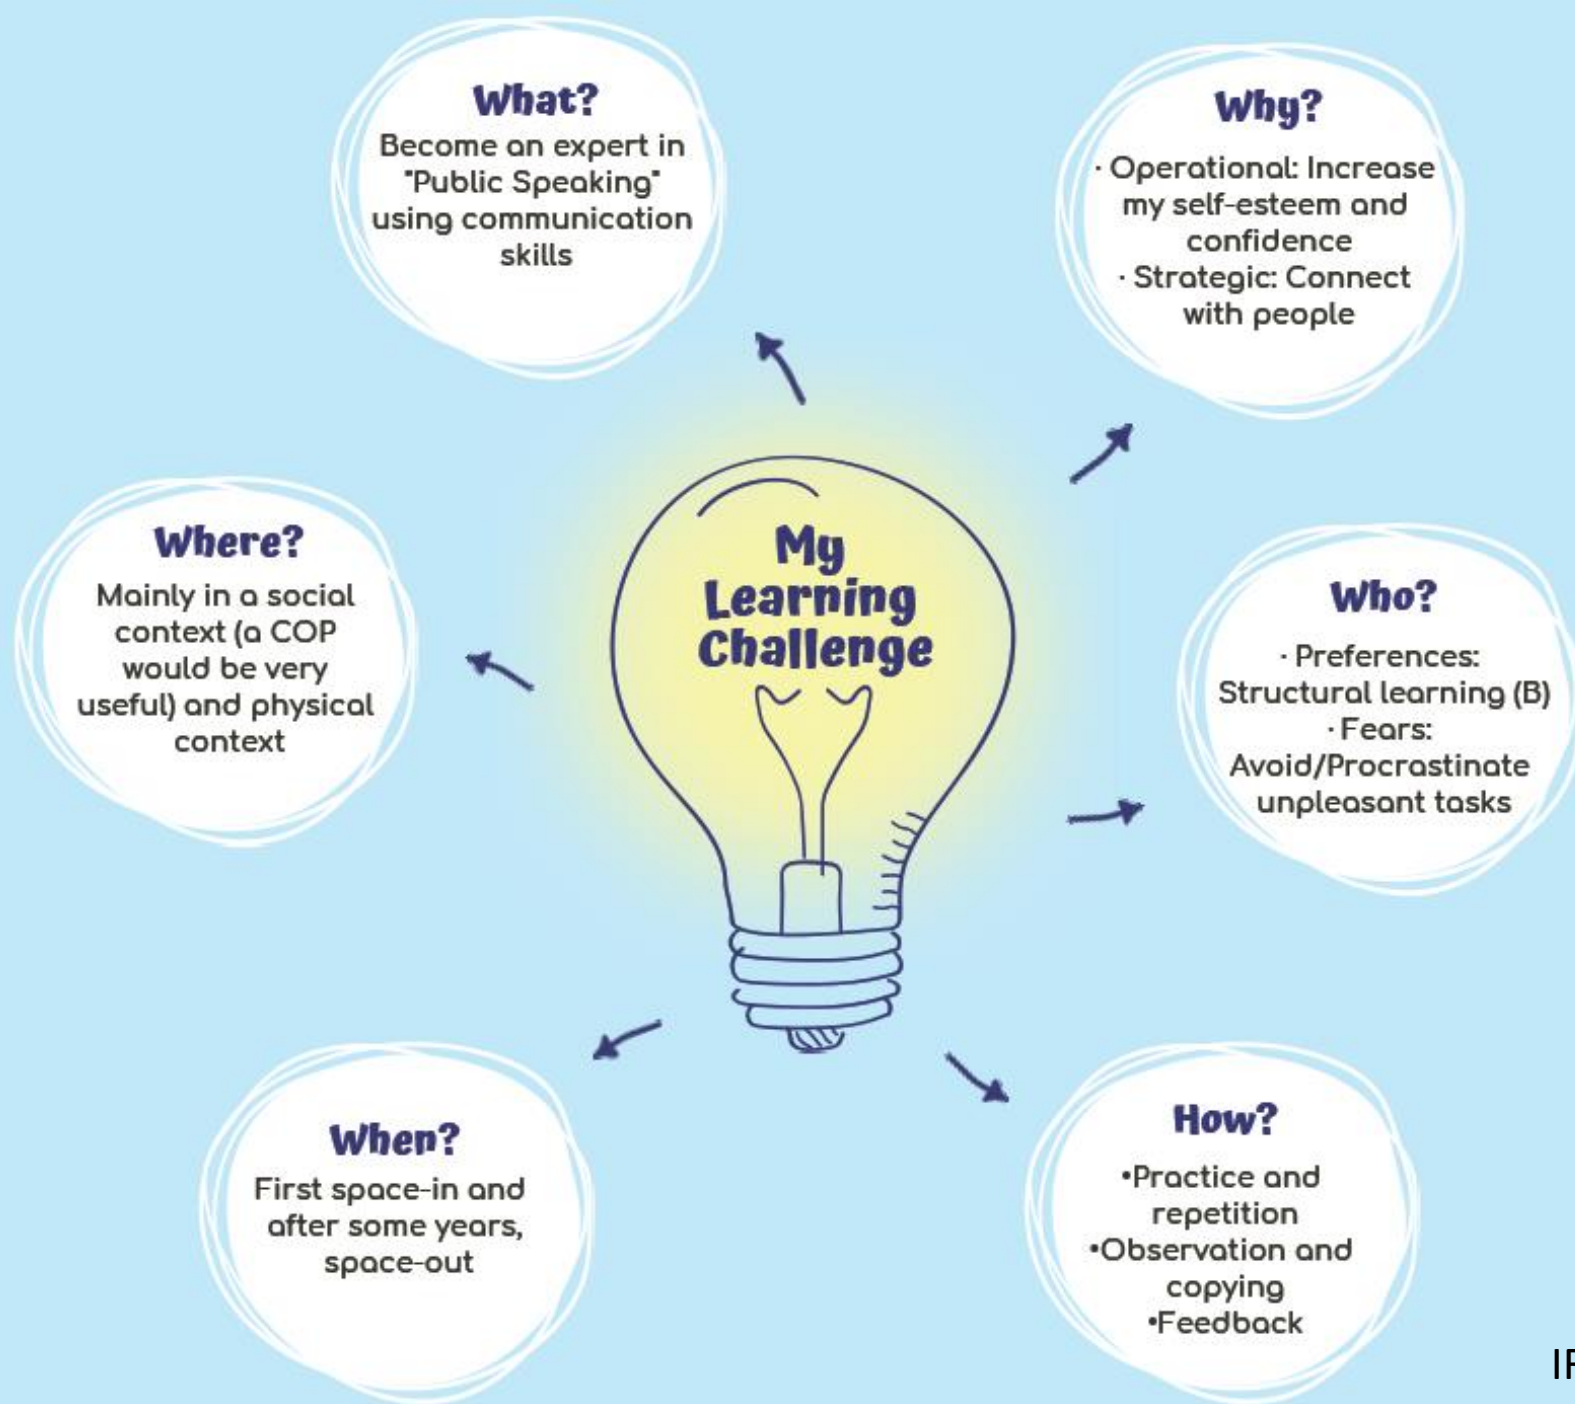 What?
Become an expert in
"Public Speaking"
using communication
skills
Why?
· Operational: Increase
my self-esteem and
confidence
· Strategic: Connect
with people
My
Learning
Challenge
Where?
Mainly in a social
context (a COP
would be very
useful) and physical
context
Who?
· Preferences:
Structural learning (B)
· Fears:
Avoid/Procrastinate
unpleasant tasks
When?
First space-in and
after some years,
space-out
How?
•Practice and
repetition
•Observation and
copying
•Feedback